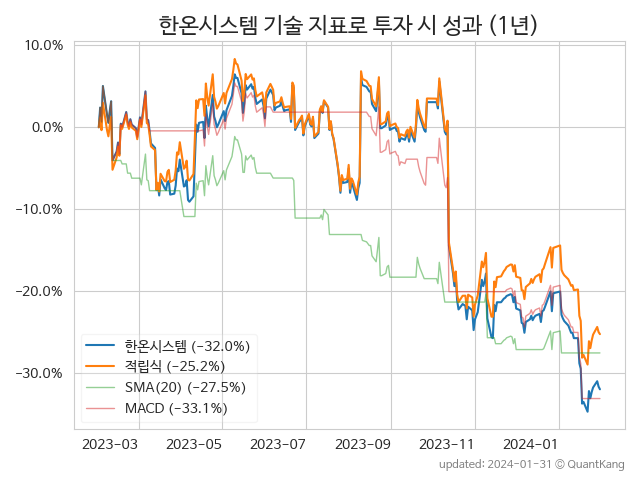 한온시스템 기술 지표로 투자 시 성과 (1년)
10.0%
0.0%
−10.0%
−20.0%
−30.0%
한온시스템 (−32.0%)
적립식 (−25.2%)
SMA(20) (−27.5%)
MACD (−33.1%)
2023-03 2023-05 2023-07 2023-09 2023-11 2024-01
updated: 2024-01-31 © QuantKang